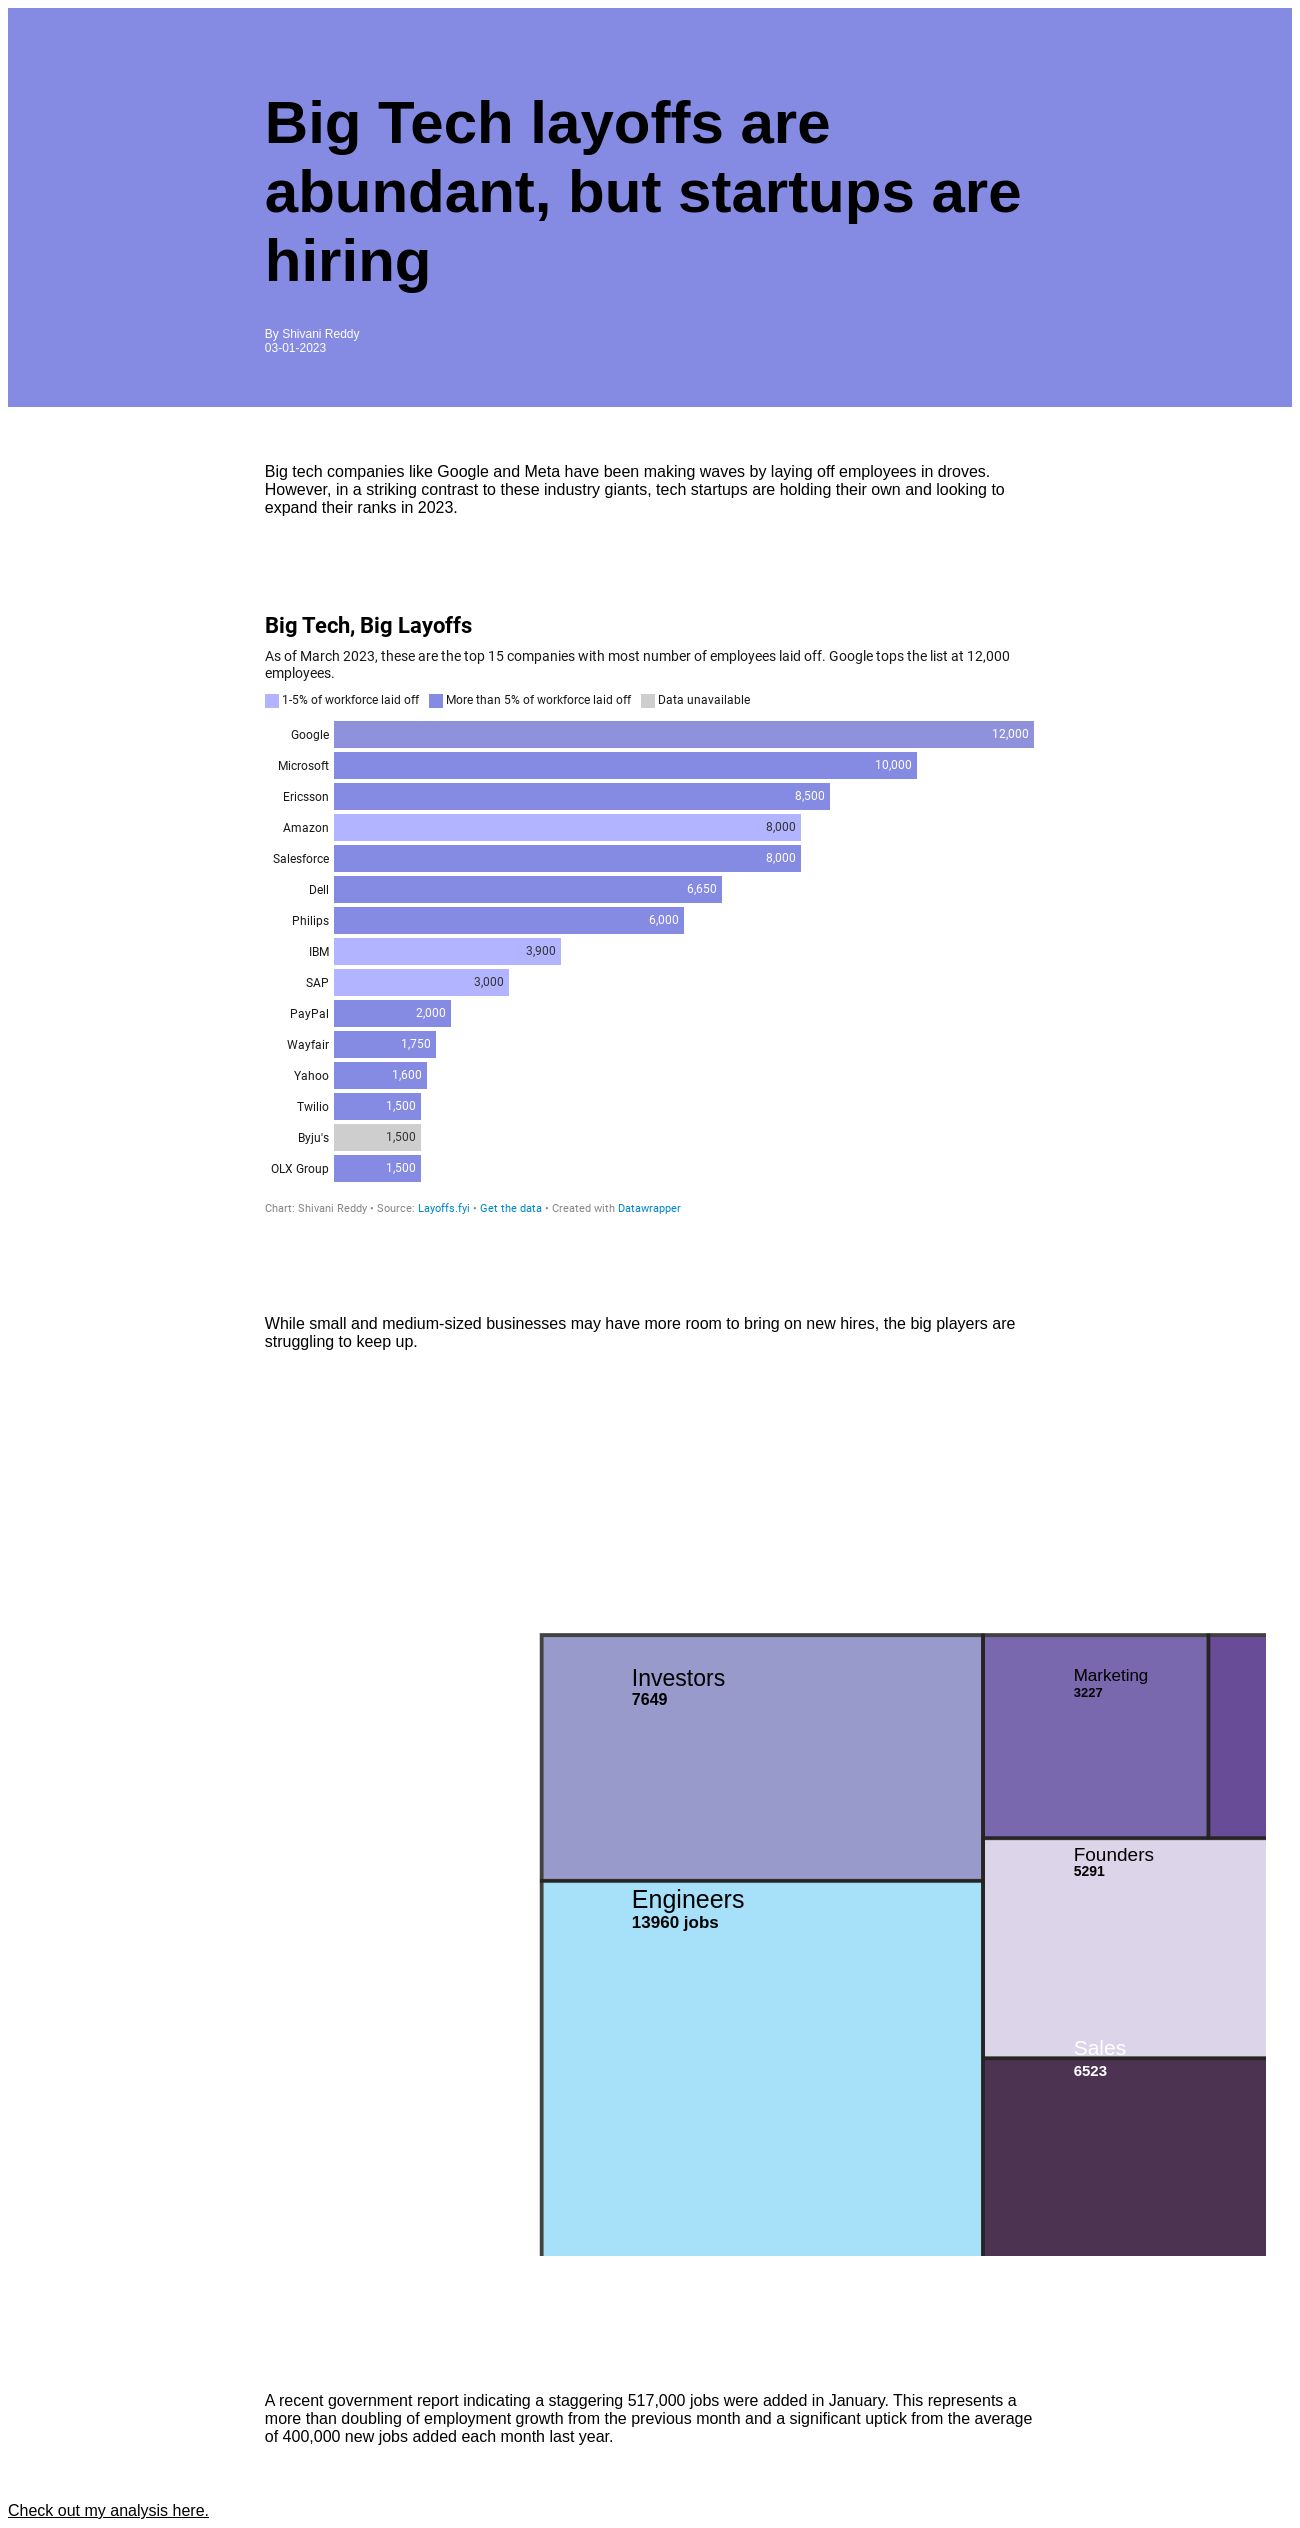 Big Tech layoffs are
abundant, but startups are
hiring
By Shivani Reddy
03-01-2023
Big tech companies like Google and Meta have been making waves by laying off employees in droves.
However, in a striking contrast to these industry giants, tech startups are holding their own and looking to
expand their ranks in 2023.
Big Tech, Big Layoffs
As of March 2023, these are the top 15 companies with most number of employees laid off. Google tops the list at 12,000
employees.
1-5% of workforce laid off More than 5% of workforce laid off Data unavailable
Google 12,000
Microsoft 10,000
Ericsson 8,500
Amazon 8,000
Salesforce 8,000
Dell 6,650
Philips 6,000
IBM 3,900
SAP 3,000
PayPal 2,000
Wayfair 1,750
Yahoo 1,600
Twilio 1,500
Byju's 1,500
OLX Group 1,500
Chart: Shivani Reddy • Source: Layoffs.fyi • Get the data • Created with Datawrapper
While small and medium-sized businesses may have more room to bring on new hires, the big players are
struggling to keep up.
Investors
7649
Marketing
3227
Founders
5291
Engineers
13960 jobs
Sales
6523
A recent government report indicating a staggering 517,000 jobs were added in January. This represents a
more than doubling of employment growth from the previous month and a significant uptick from the average
of 400,000 new jobs added each month last year.
Check out my analysis here.